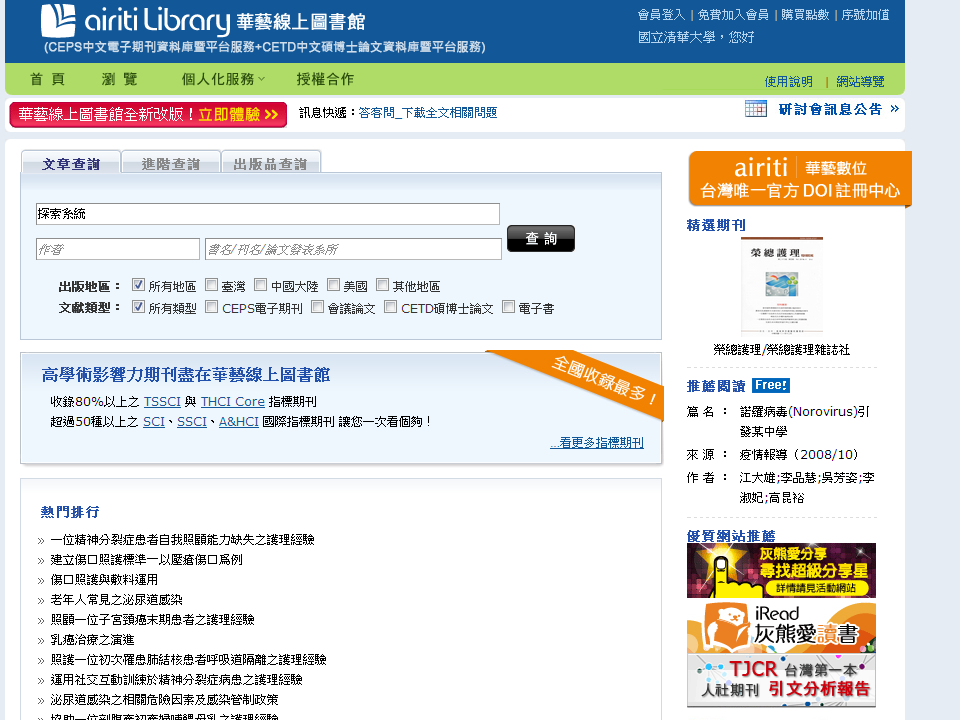 airiti Library 華藝線上圖書館
(CEPS中文電子期刊資料庫暨平台服務+CETD中文碩博士論文資料庫暨平台服務)
會員登入 | 免費加入會員 | 購買點數 | 序號加值
國立清華大學，您好
首 頁 瀏 覽 個人化服務 授權合作
使用說明 | 網站導覽
華藝線上圖書館全新改版！立即體驗 >>
訊息快遞：答客問_下載全文相關問題
研討會訊息公告 »
文章查詢 進階查詢 出版品查詢
探索系統
作者 書名/刊名/論文發表系所
查 詢
出版地區： 所有地區 臺灣 中國大陸 美國 其他地區
文獻類型： 所有類型 CEPS電子期刊 會議論文 CETD碩博士論文 電子書
高學術影響力期刊盡在華藝線上圖書館
全國收錄最多！
收錄80%以上之 TSSCI 與 THCI Core 指標期刊
超過50種以上之 SCI、SSCI、A&HCI 國際指標期刊 讓您一次看個夠！
...看更多指標期刊
熱門排行
» 一位精神分裂症患者自我照顧能力缺失之護理經驗
» 建立傷口照護標準－以壓瘡傷口為例
» 傷口照護與敷料運用
» 老年人常見之泌尿道感染
» 照顧一位子宮頸癌末期患者之護理經驗
» 乳癌治療之演進
» 照護一位初次罹患肺結核患者呼吸道隔離之護理經驗
» 運用社交互動訓練於精神分裂症病患之護理經驗
» 泌尿道感染之相關危險因素及感染管制政策
» 協助一位剖腹產初產婦哺餵母乳之護理經驗
airiti 華藝數位
台灣唯一官方 DOI 註冊中心
精選期刊
榮總護理
榮總護理/榮總護理雜誌社
推薦閱讀 Free!
篇 名 ： 諾羅病毒(Norovirus)引
發某中學
來 源 ： 疫情報導（2008/10）
作 者 ： 江大雄;李品慧;吳芳姿;李
淑妃;高昆裕
優質網站推薦
灰熊愛分享
尋找超級分享星
詳情請見活動網站
iRead
灰熊愛讀書
TJCR 台灣第一本
人社期刊 引文分析報告